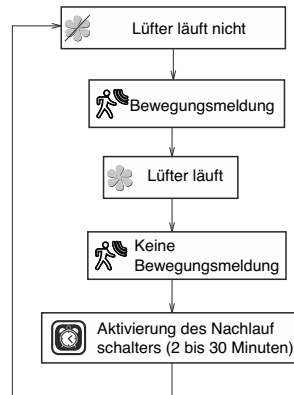 Lüfter läuft nicht
Bewegungsmeldung
Lüfter läuft
Keine
Bewegungsmeldung
Aktivierung des Nachlauf
schalters (2 bis 30 Minuten)